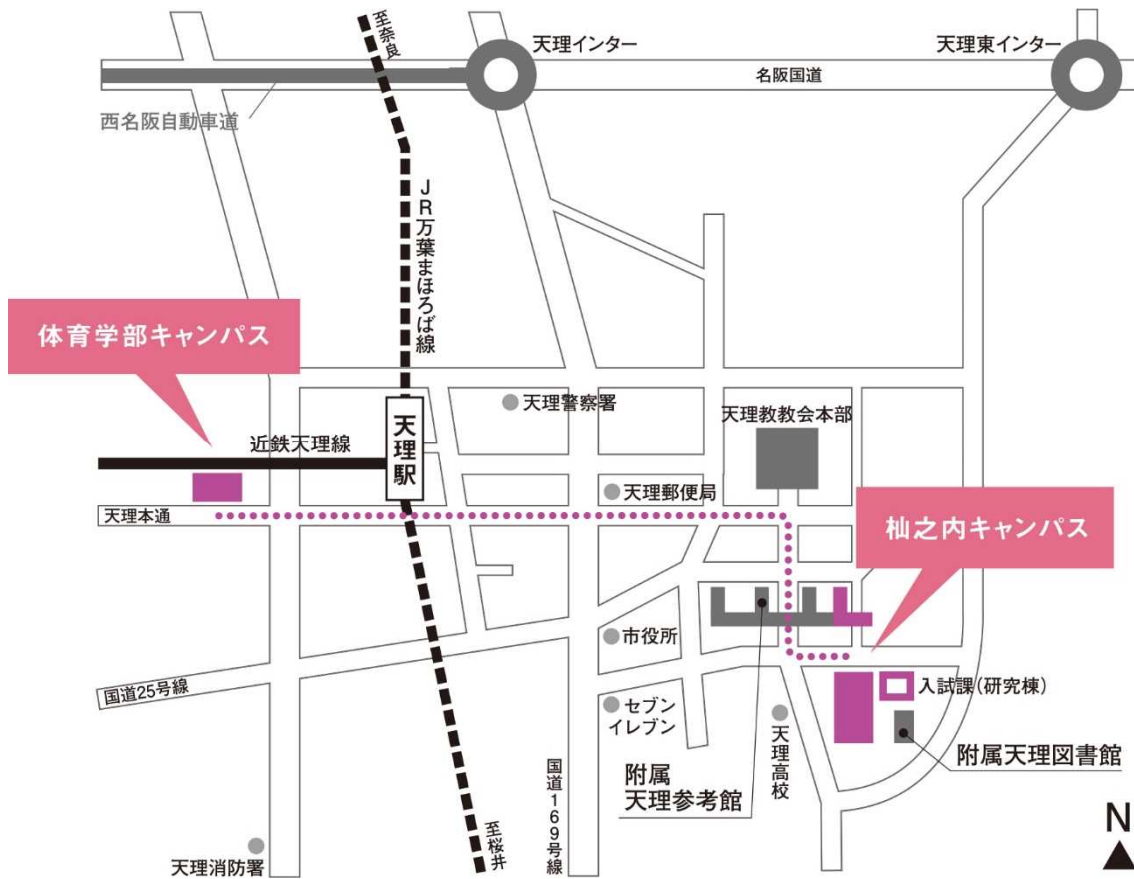 至奈良
天理インター
天理東インター
名阪国道
西名阪自動車道
JR万葉まほろば線
体育学部キャンパス
天理警察署
天理教教会本部
近鉄天理線
天理駅
天理郵便局
天理本通
杣之内キャンパス
市役所
国道25号線
入試課(研究棟)
セブン
イレブン
天理高校
附属天理図書館
附属
天理参考館
国道169号線
至桜井
天理消防署
N